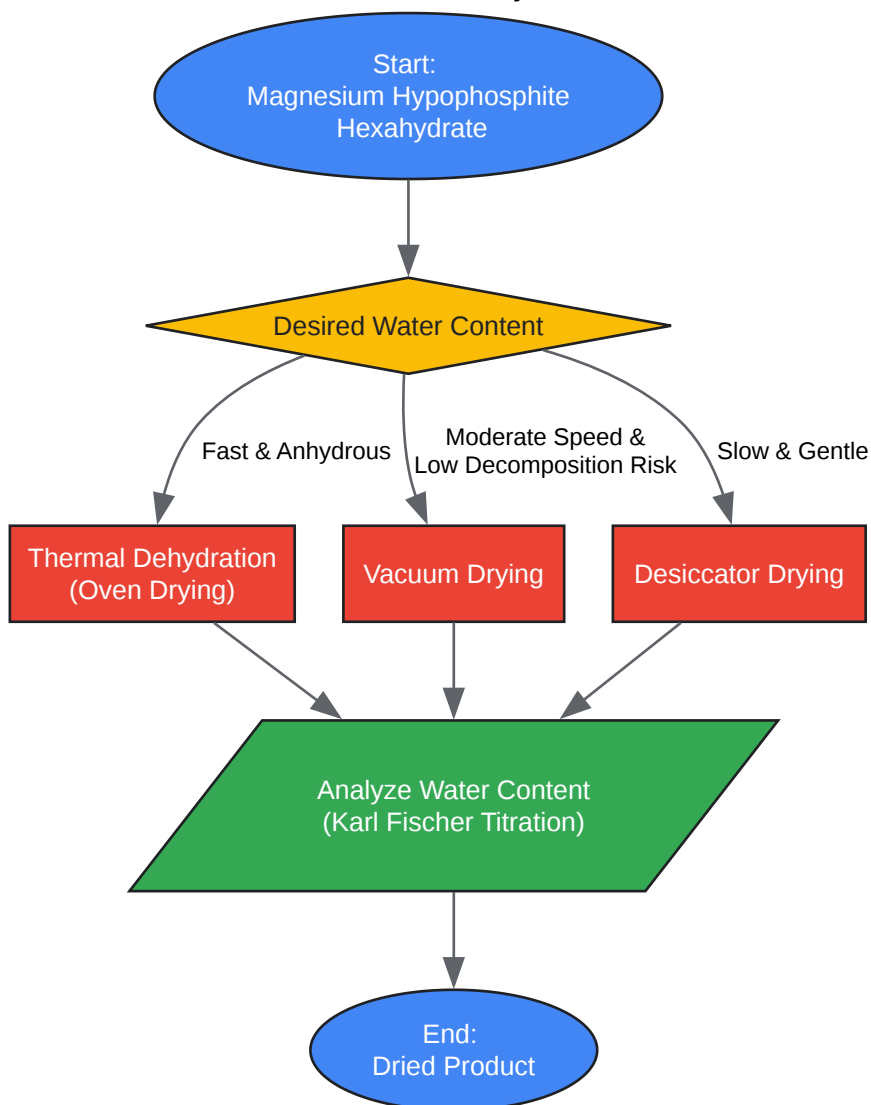 Start:
Magnesium Hypophosphite
Hexahydrate
Desired Water Content
Fast & Anhydrous
Moderate Speed &
Low Decomposition Risk
Slow & Gentle
Thermal Dehydration
(Oven Drying)
Vacuum Drying
Desiccator Drying
Analyze Water Content
(Karl Fischer Titration)
End:
Dried Product